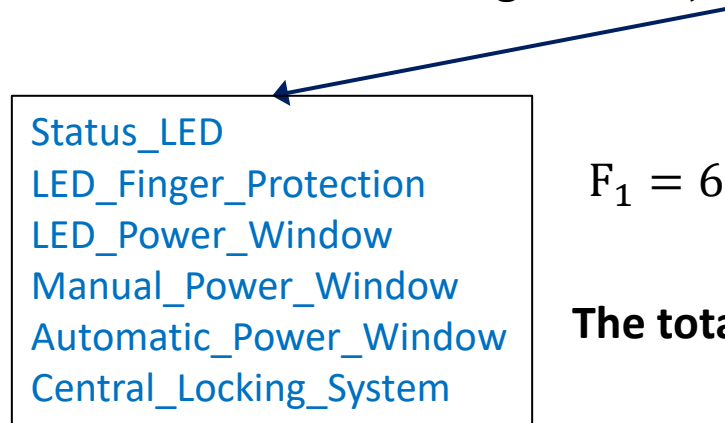 Status_LED
LED_Finger_Protection
F₁ = 6
LED_Power_Window
Manual_Power_Window
Automatic_Power_Window
The tota
Central_Locking_System